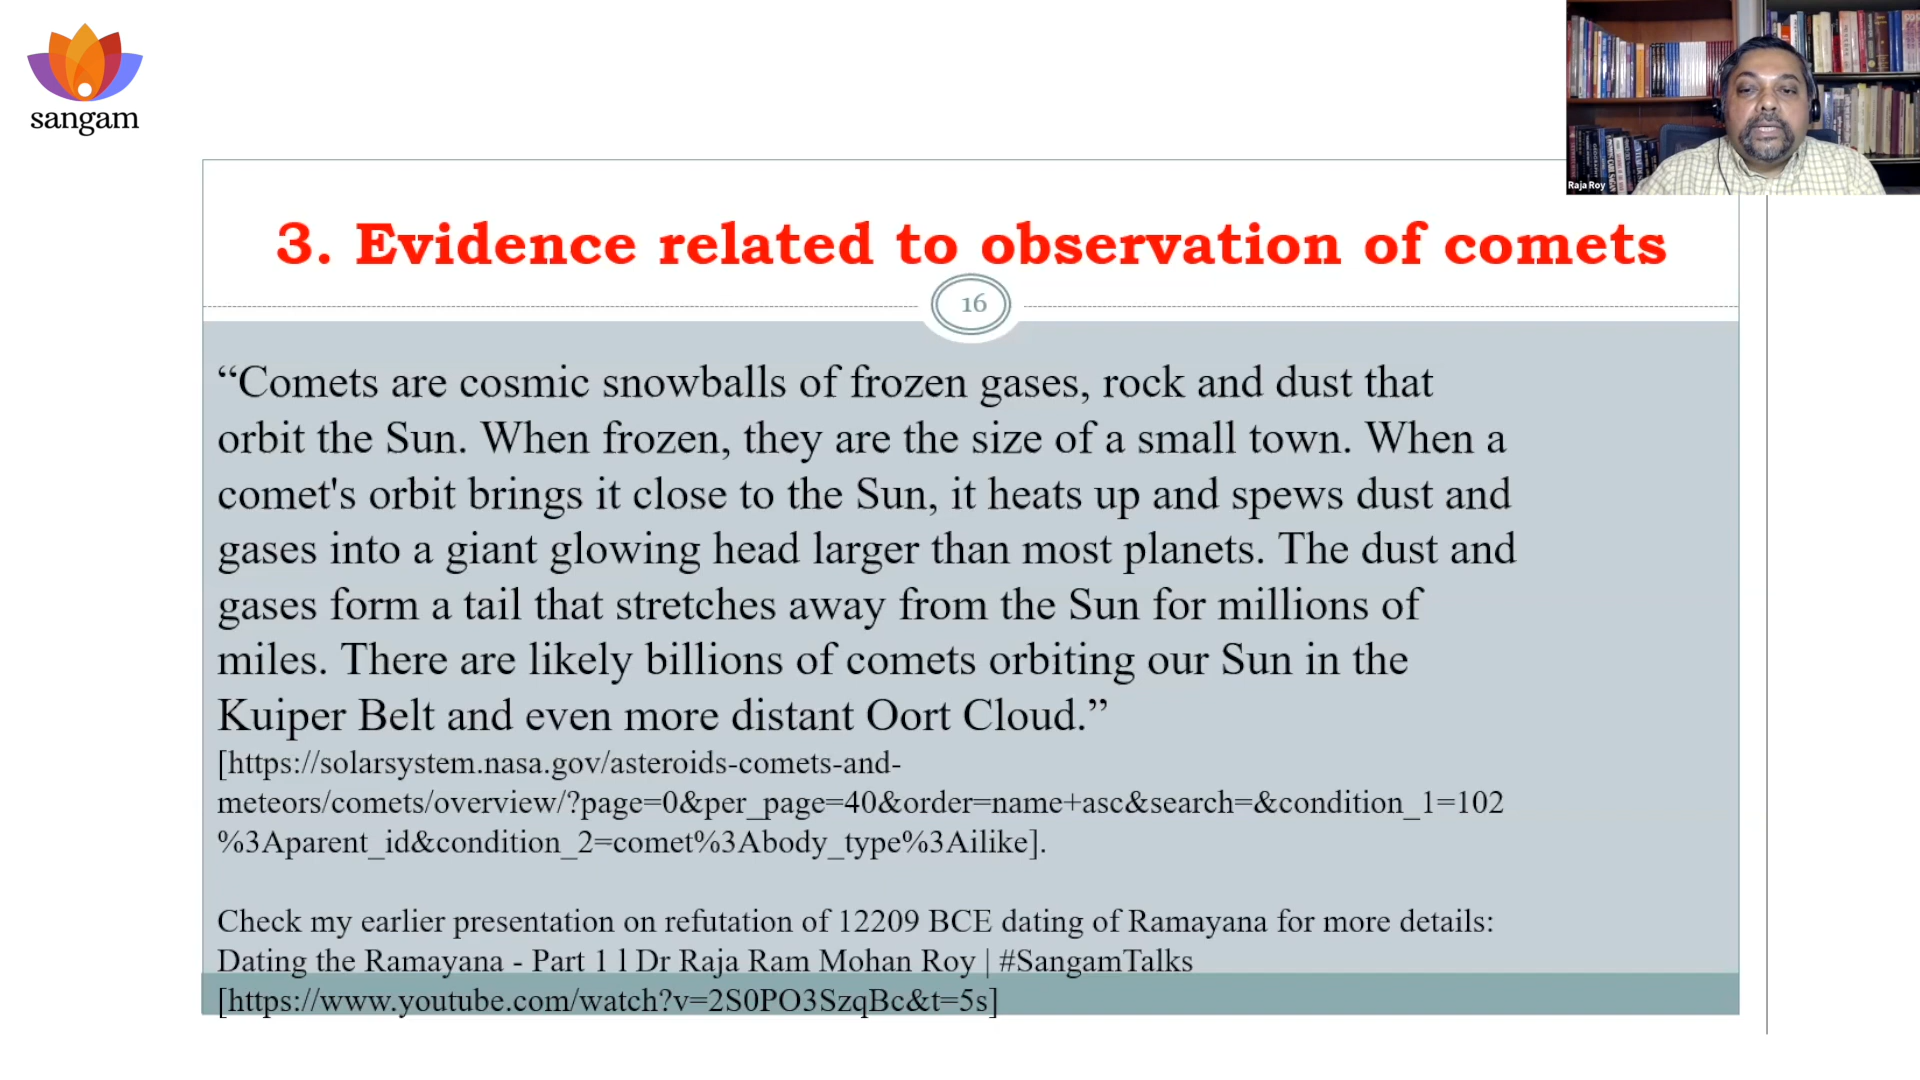 sangam
Raja Roy
3. Evidence related to observation of comets
16
“Comets are cosmic snowballs of frozen gases, rock and dust that
orbit the Sun. When frozen, they are the size of a small town. When a
comet's orbit brings it close to the Sun, it heats up and spews dust and
gases into a giant glowing head larger than most planets. The dust and
gases form a tail that stretches away from the Sun for millions of
miles. There are likely billions of comets orbiting our Sun in the
Kuiper Belt and even more distant Oort Cloud.”
[https://solarsystem.nasa.gov/asteroids-comets-and-
meteors/comets/overview/?page=0&per_page=40&order=name+asc&search=&condition_1=102
%3Aparent_id&condition_2=comet%3Abody_type%3Ailike].
Check my earlier presentation on refutation of 12209 BCE dating of Ramayana for more details:
Dating the Ramayana - Part 1 l Dr Raja Ram Mohan Roy | #SangamTalks
[https://www.youtube.com/watch?v=2S0PO3SzqBc&t=5s]